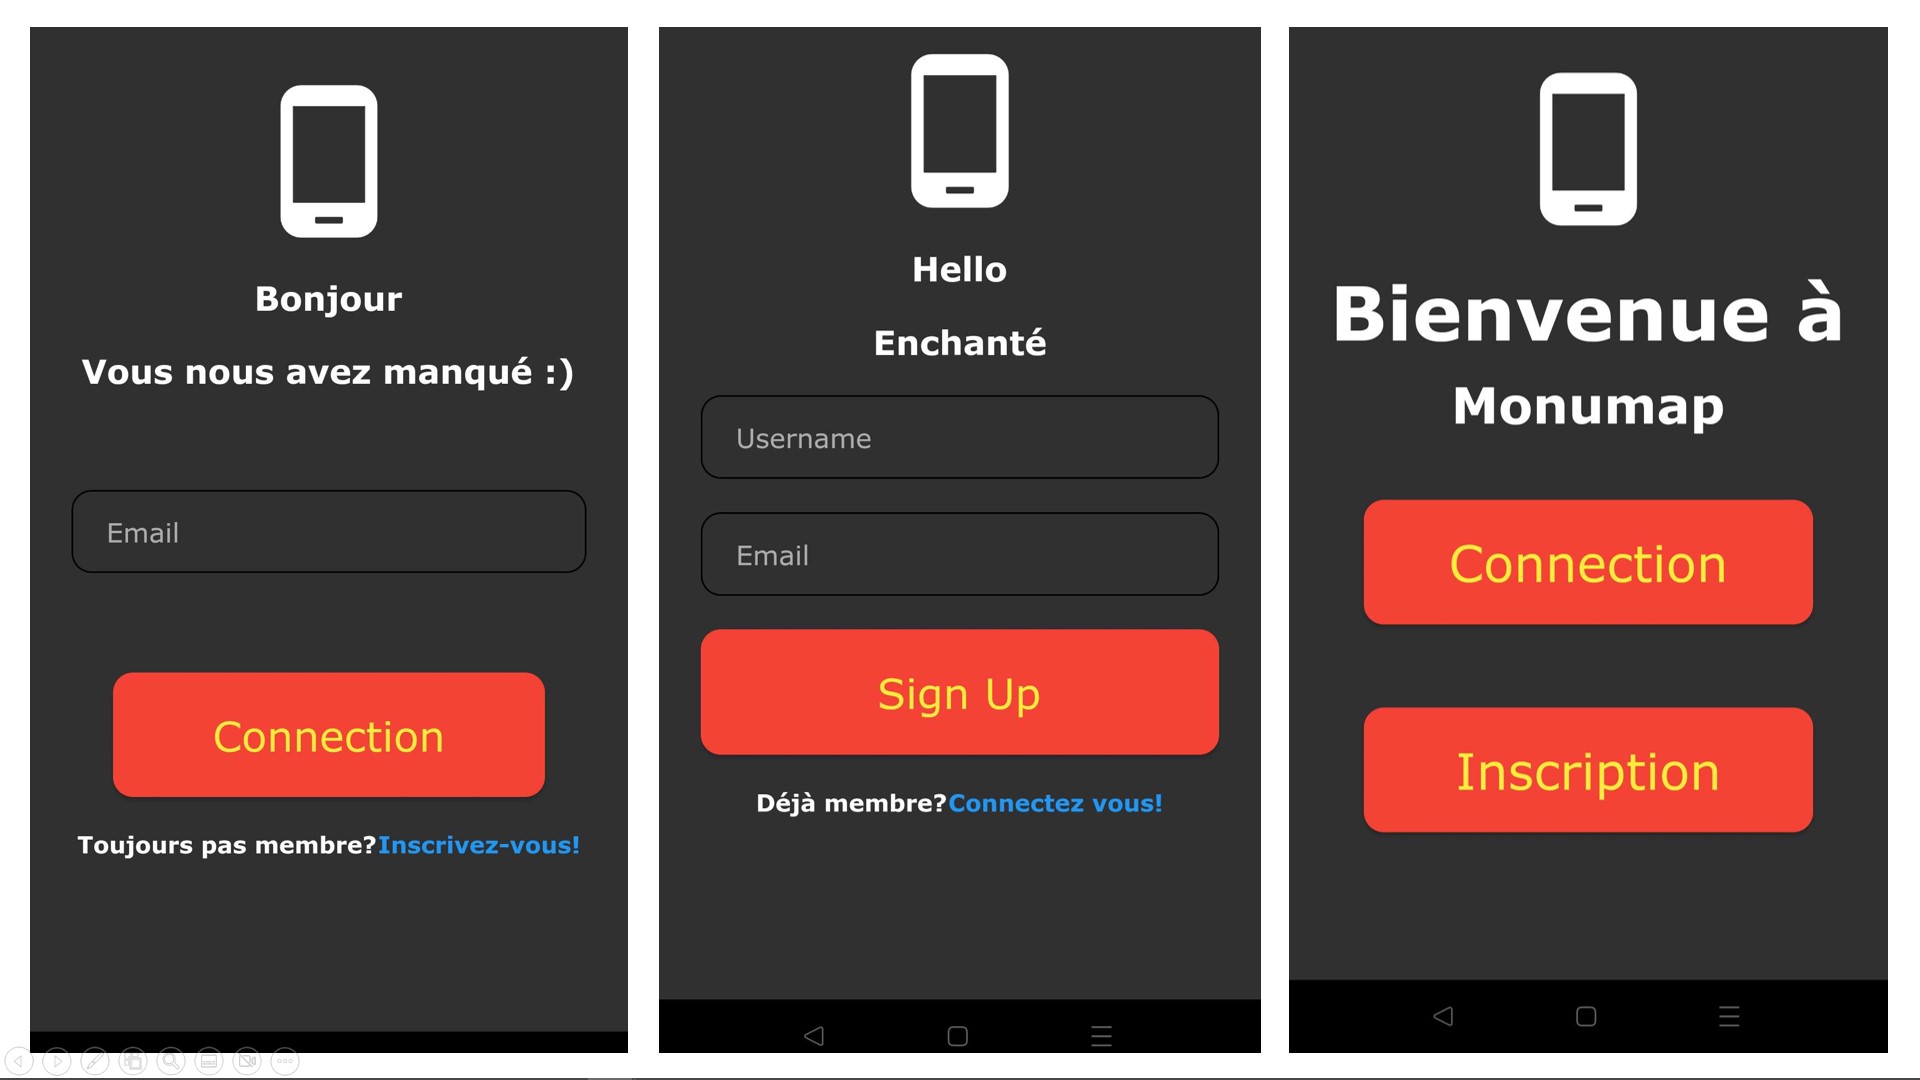 Bonjour
Vous nous avez manqué :)
Email
Connection
Toujours pas membre?Inscrivez-vous!
Hello
Enchanté
Username
Email
Sign Up
Déjà membre?Connectez vous!
Bienvenue à
Monumap
Connection
Inscription